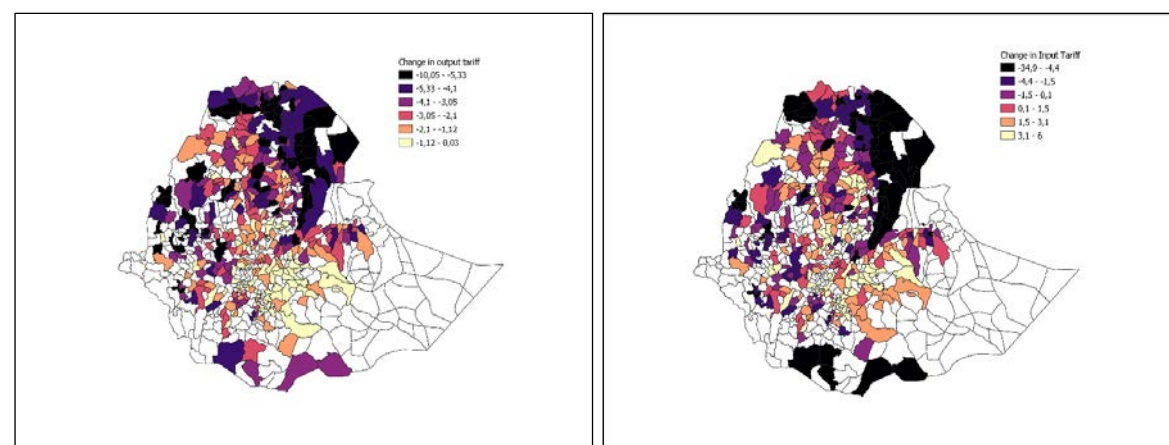 Change in output tariff
-10,05 - -5,33
-5,33 - -4,1
-4,1 - -3,05
-3,05 - -2,1
-2,1 - -1,12
-1,12 - 0,03
Change in Input Tariff
-34,9 - -4,4
-4,4 - -1,5
-1,5 - 0,1
0,1 - 1,5
1,5 - 3,1
3,1 - 6